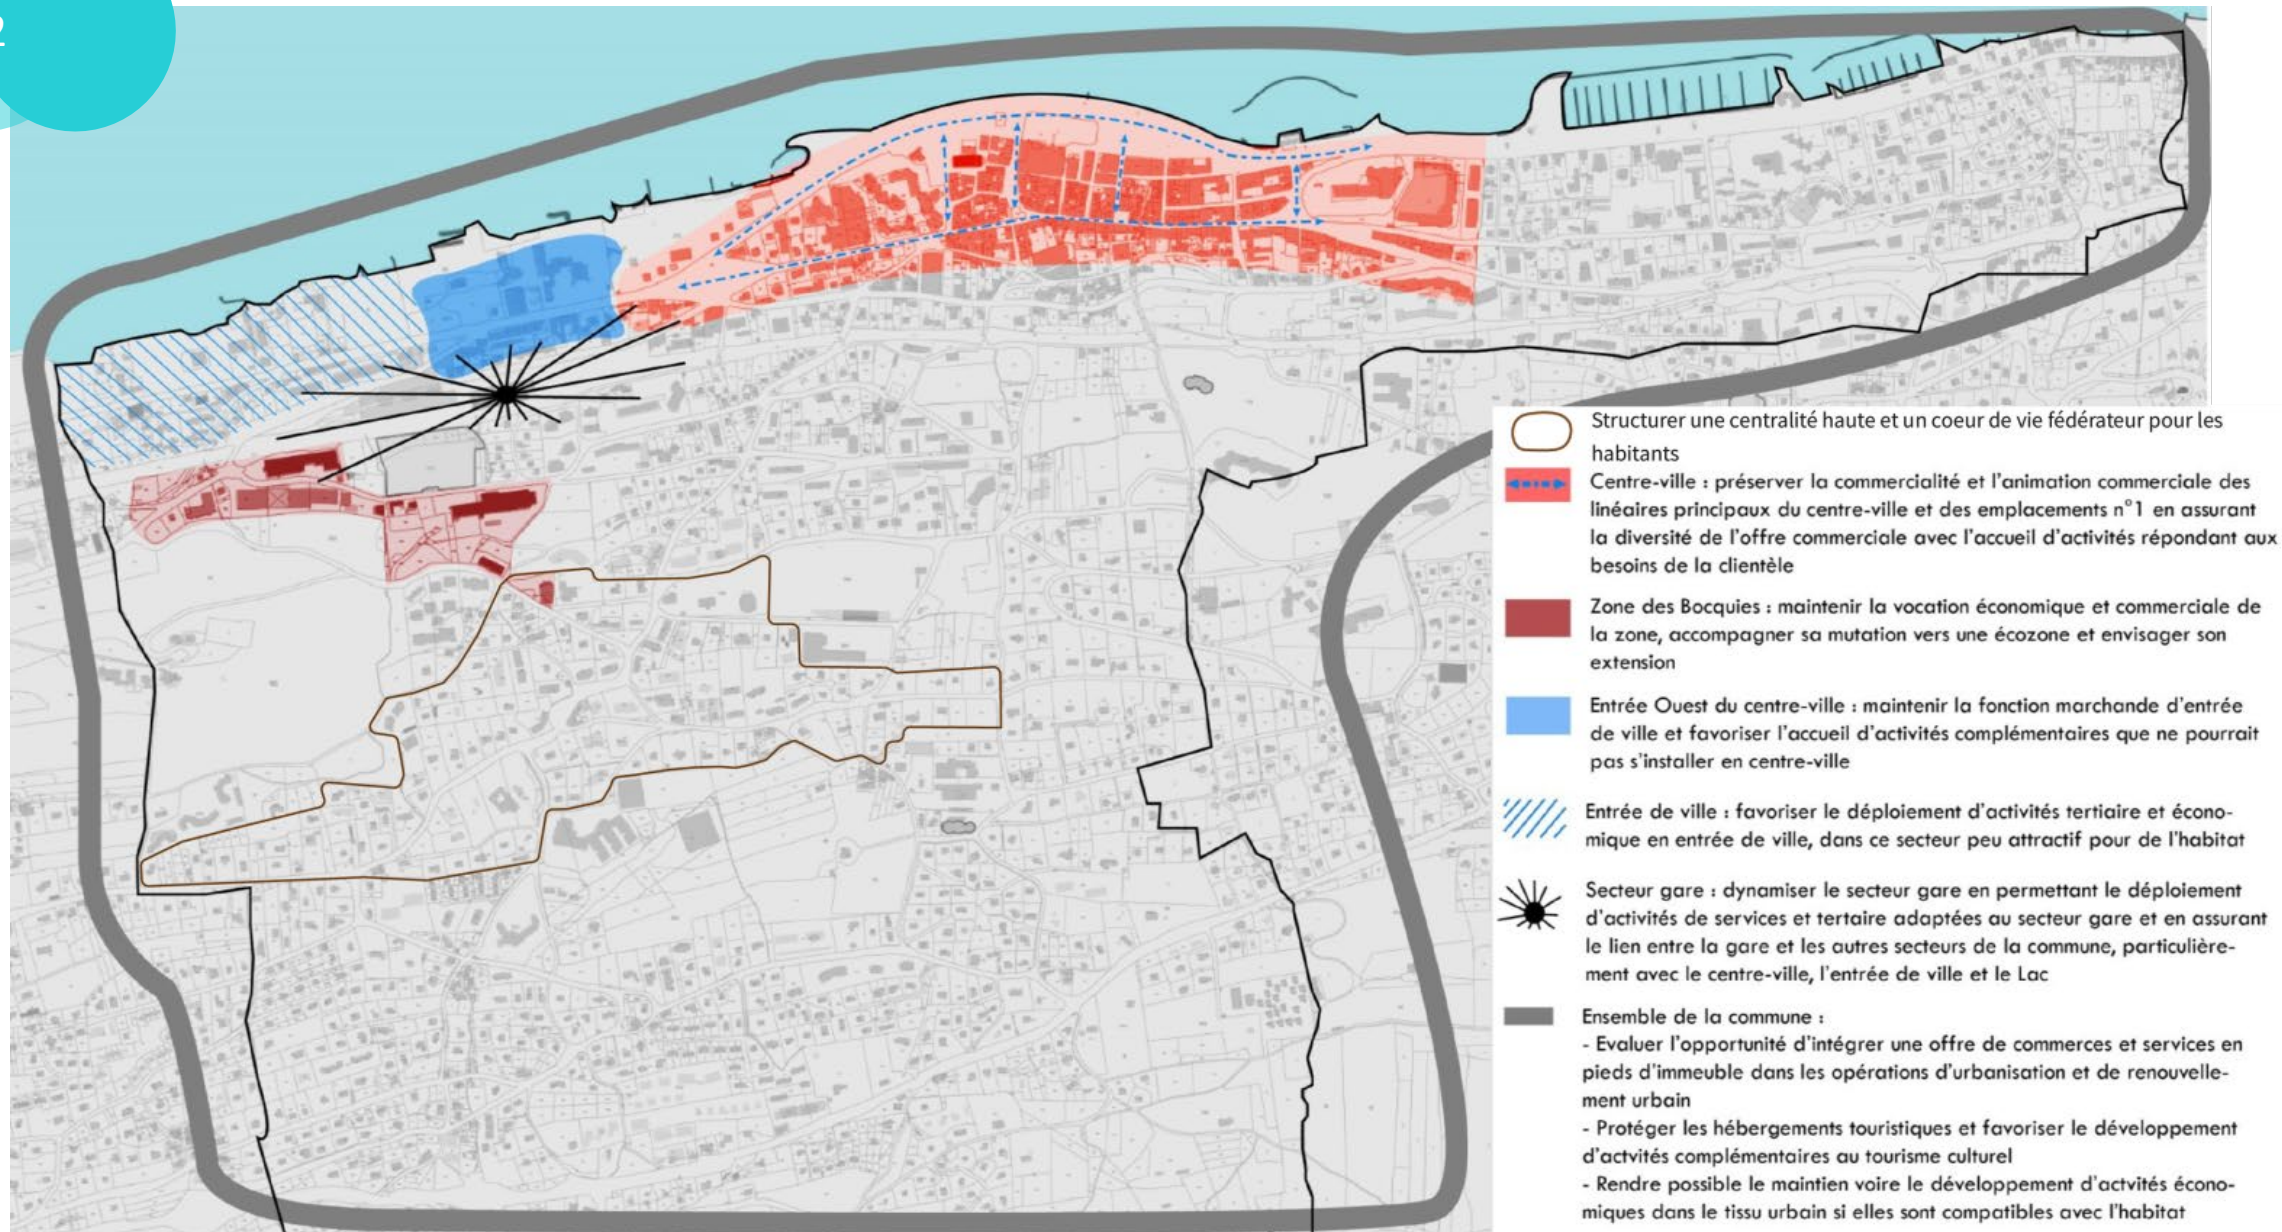 2
Structurer une centralité haute et un coeur de vie fédérateur pour les
habitants
Centre-ville : préserver la commercialité et l'animation commerciale des
linéaires principaux du centre-ville et des emplacements n°1 en assurant
la diversité de l'offre commerciale avec l'accueil d'activités répondant aux
besoins de la clientèle
Zone des Bocquies : maintenir la vocation économique et commerciale de
la zone, accompagner sa mutation vers une écozone et envisager son
extension
Entrée Ouest du centre-ville : maintenir la fonction marchande d'entrée
de ville et favoriser l'accueil d'activités complémentaires que ne pourrait
pas s'installer en centre-ville
Entrée de ville : favoriser le déploiement d'activités tertiaire et écono-
mique en entrée de ville, dans ce secteur peu attractif pour de l'habitat
Secteur gare : dynamiser le secteur gare en permettant le déploiement
d'activités de services et tertaire adaptées au secteur gare et en assurant
le lien entre la gare et les autres secteurs de la commune, particulière-
ment avec le centre-ville, l'entrée de ville et le Lac
Ensemble de la commune :
- Evaluer l'opportunité d'intégrer une offre de commerces et services en
pieds d'immeuble dans les opérations d'urbanisation et de renouvelle-
ment urbain
- Protéger les hébergements touristiques et favoriser le développement
d'actvités complémentaires au tourisme culturel
- Rendre possible le maintien voire le développement d'actvités écono-
miques dans le tissu urbain si elles sont compatibles avec l'habitat